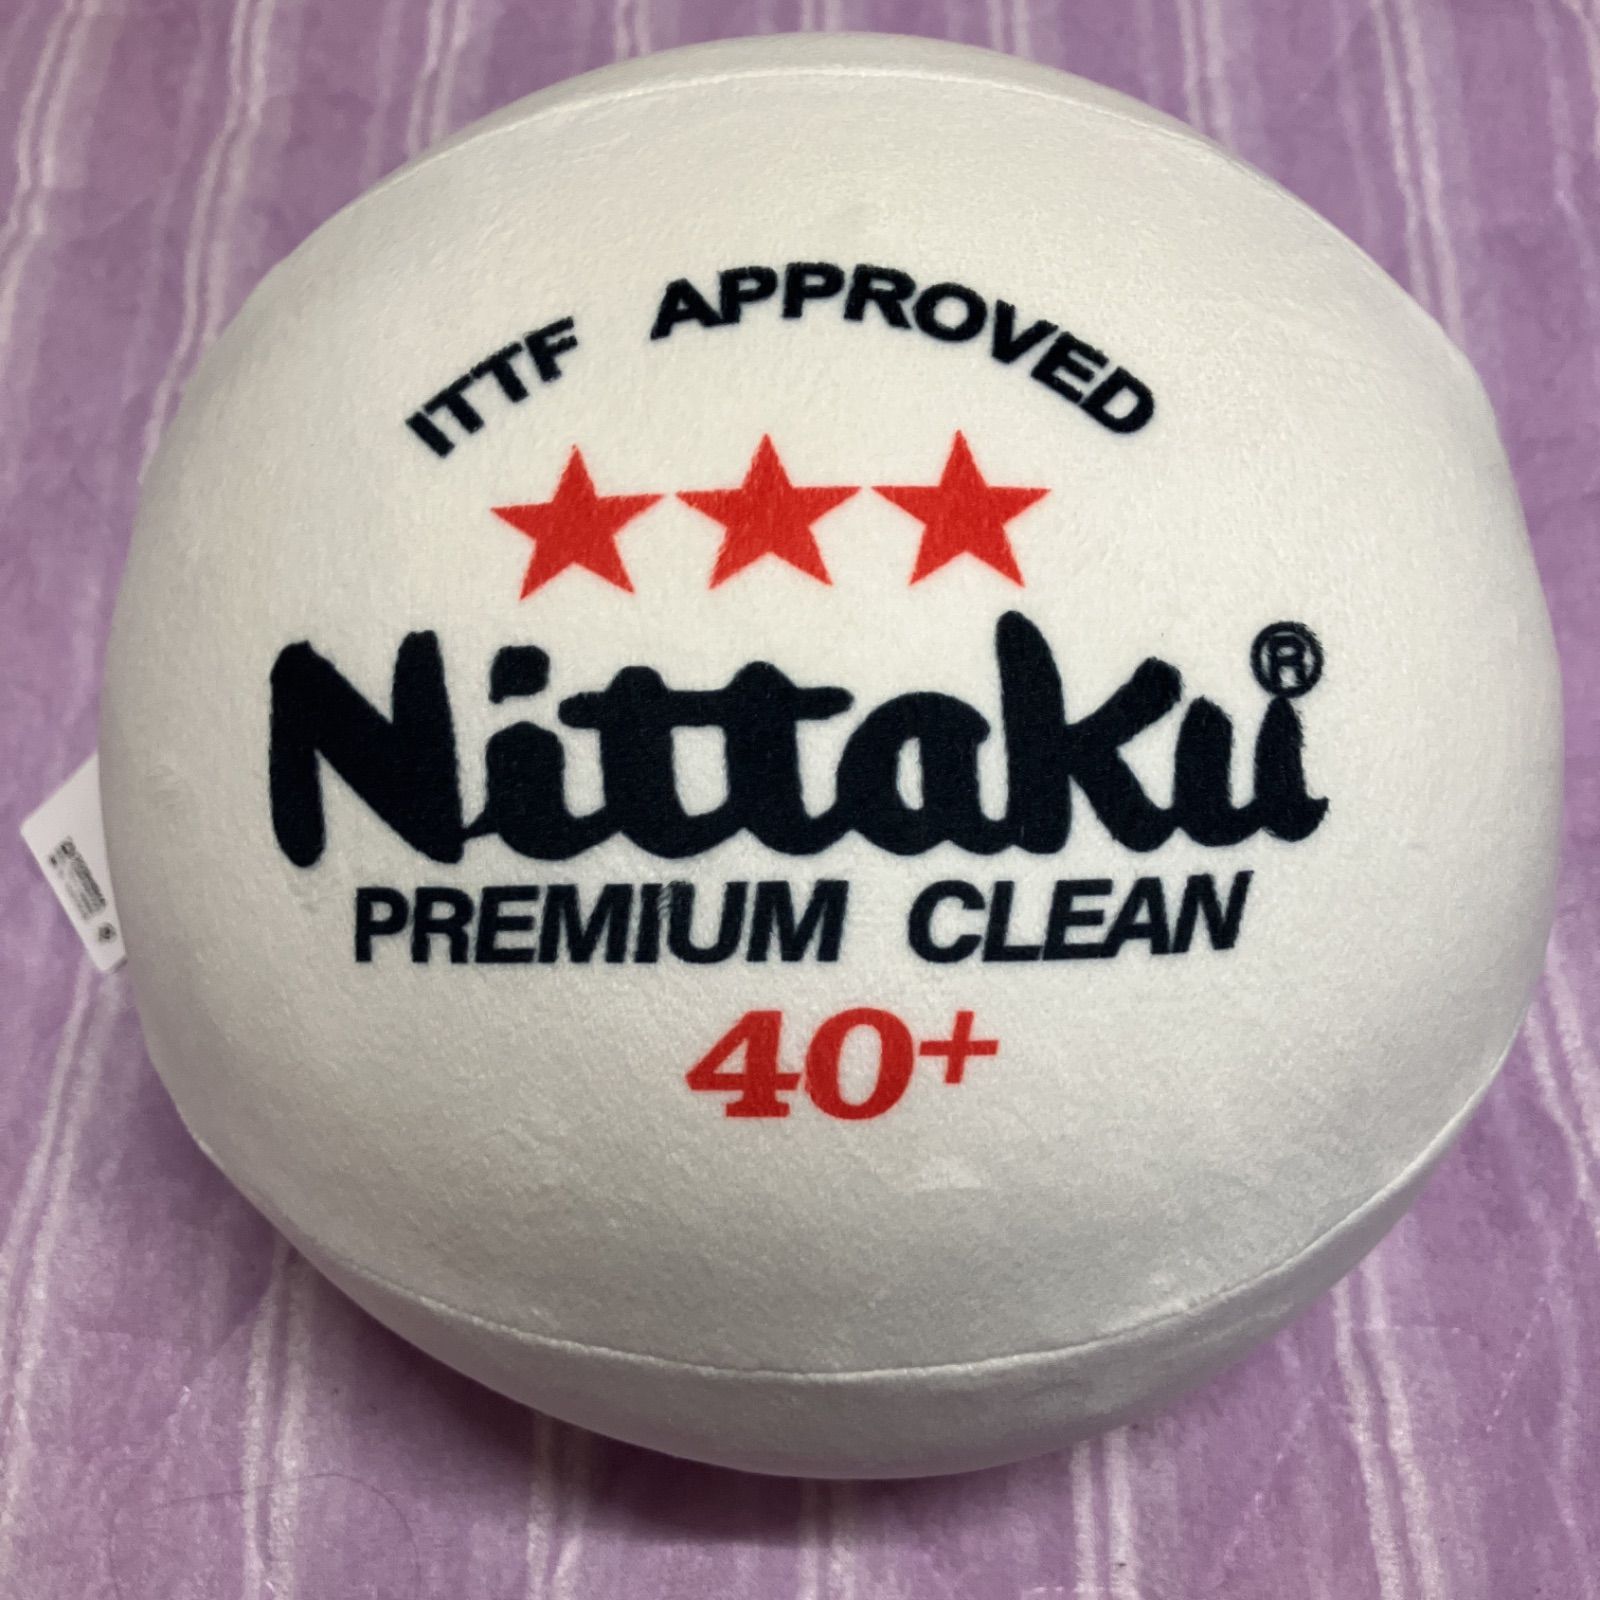 ITTF APPROVED
★★★
Nittaku®
PREMIUM CLEAN
40+